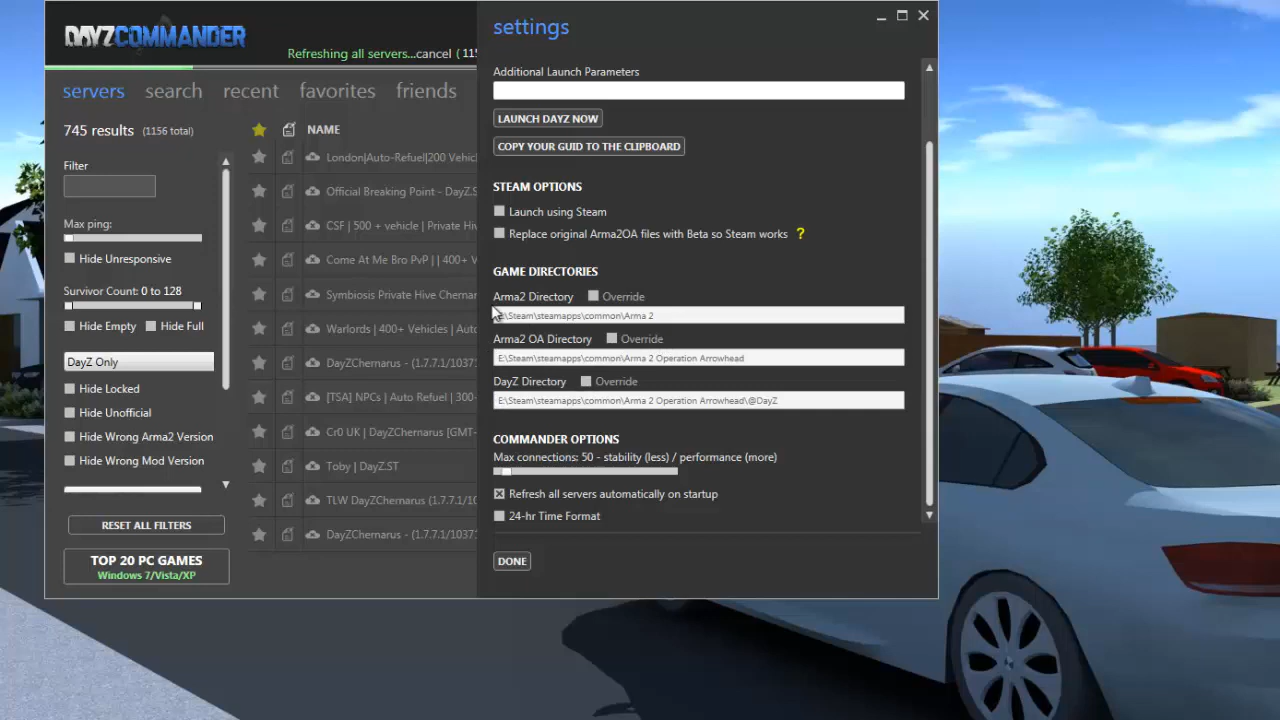 DAYZCOMMANDER
Refreshing all servers...cancel ( 115
servers search recent favorites friends
745 results (1156 total)
Filter
Max ping:
Hide Unresponsive
Survivor Count: 0 to 128
Hide Empty Hide Full
DayZ Only
Hide Locked
Hide Unofficial
Hide Wrong Arma2 Version
Hide Wrong Mod Version
RESET ALL FILTERS
TOP 20 PC GAMES
Windows 7/Vista/XP
NAME
London|Auto-Refuel|200 Vehicl
Official Breaking Point - DayZ.S
CSF | 500 + vehicle | Private Hiv
Come At Me Bro PvP | | 400+ V
Symbiosis Private Hive Chernar
Warlords | 400+ Vehicles | Auto
DayZChernarus - (1.7.7.1/10371
[TSA] NPCs | Auto Refuel | 300-
Cr0 UK | DayZChernarus [GMT-
Toby | DayZ.ST
TLW DayZChernarus (1.7.7.1/10
DayZChernarus - (1.7.7.1/10371
settings
Additional Launch Parameters
LAUNCH DAYZ NOW
COPY YOUR GUID TO THE CLIPBOARD
STEAM OPTIONS
Launch using Steam
Replace original Arma2OA files with Beta so Steam works ?
GAME DIRECTORIES
Arma2 Directory Override
\Steam\steamapps\common\Arma 2
Arma2 OA Directory Override
E:\Steam\steamapps\common\Arma 2 Operation Arrowhead
DayZ Directory Override
E:\Steam\steamapps\common\Arma 2 Operation Arrowhead\@DayZ
COMMANDER OPTIONS
Max connections: 50 - stability (less) / performance (more)
Refresh all servers automatically on startup
24-hr Time Format
DONE